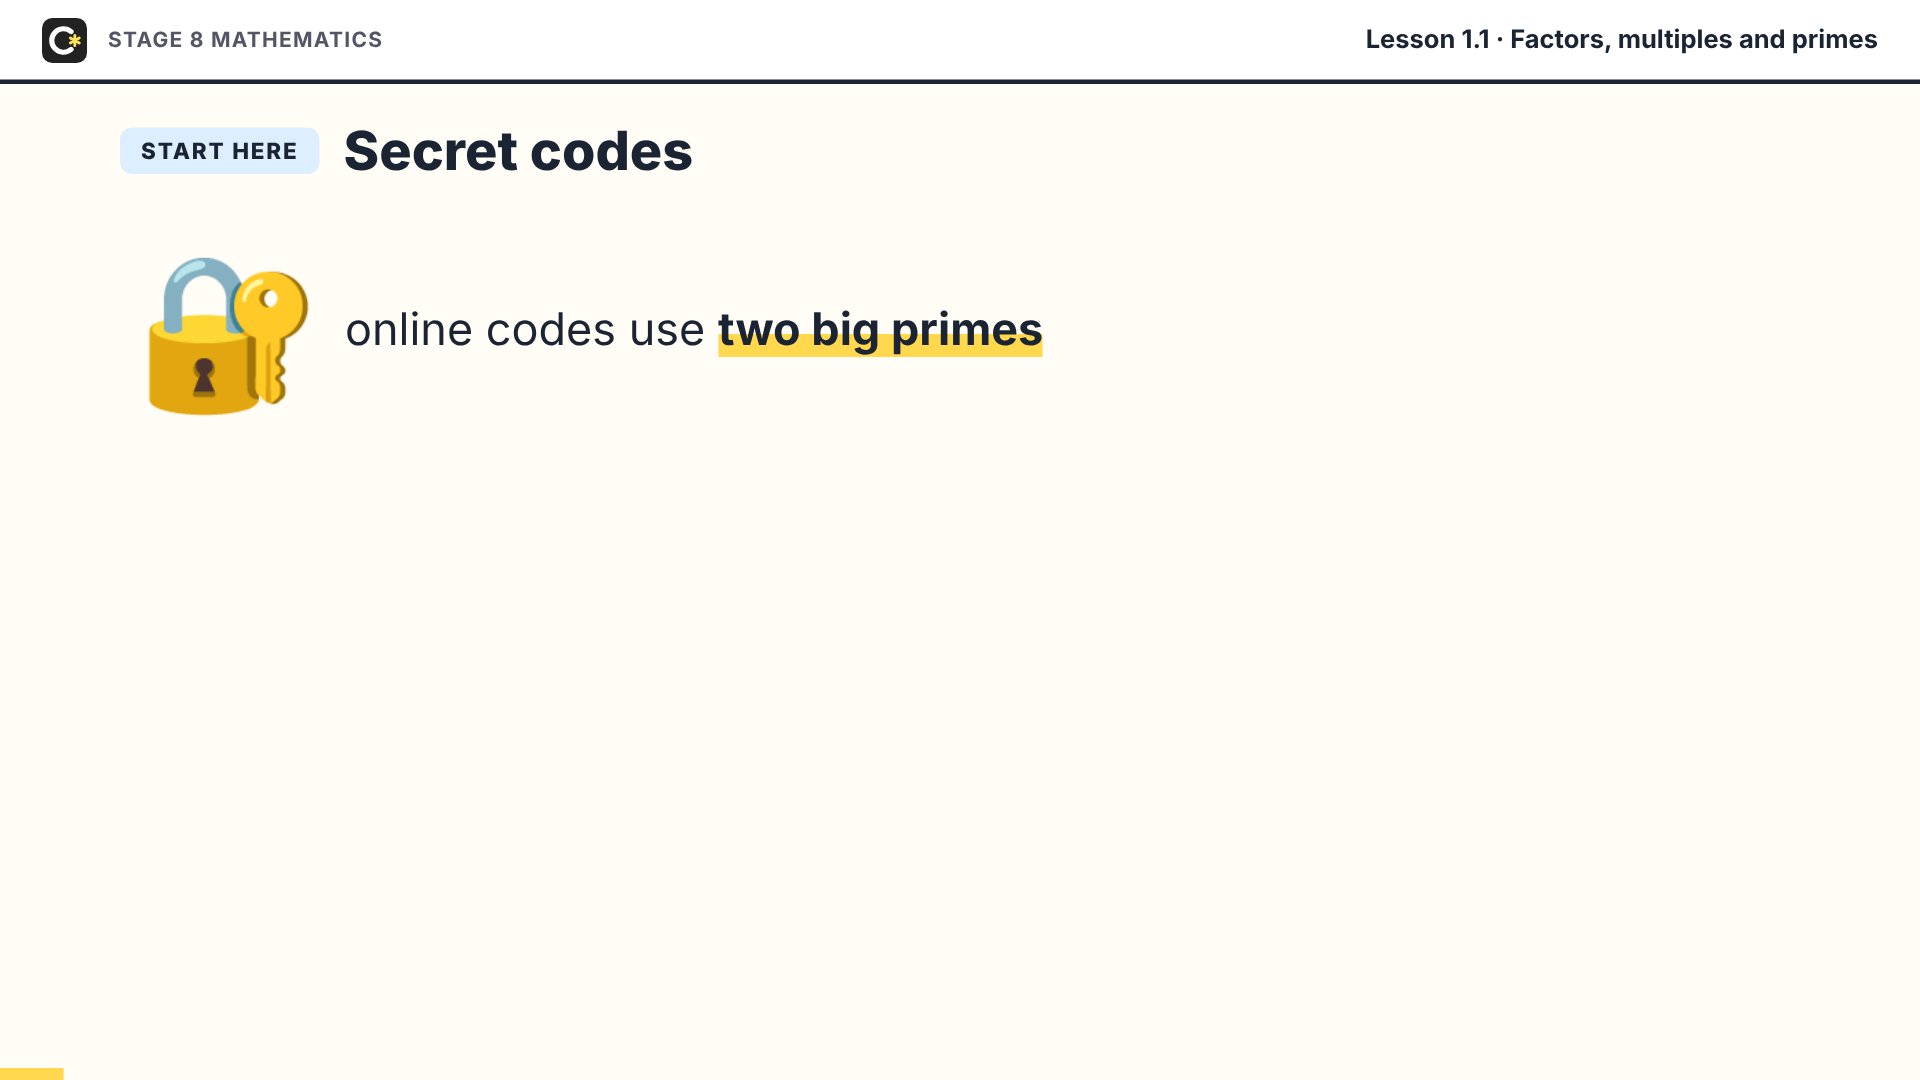 STAGE 8 MATHEMATICS
Lesson 1.1 · Factors, multiples and primes
START HERE
Secret codes
online codes use two big primes